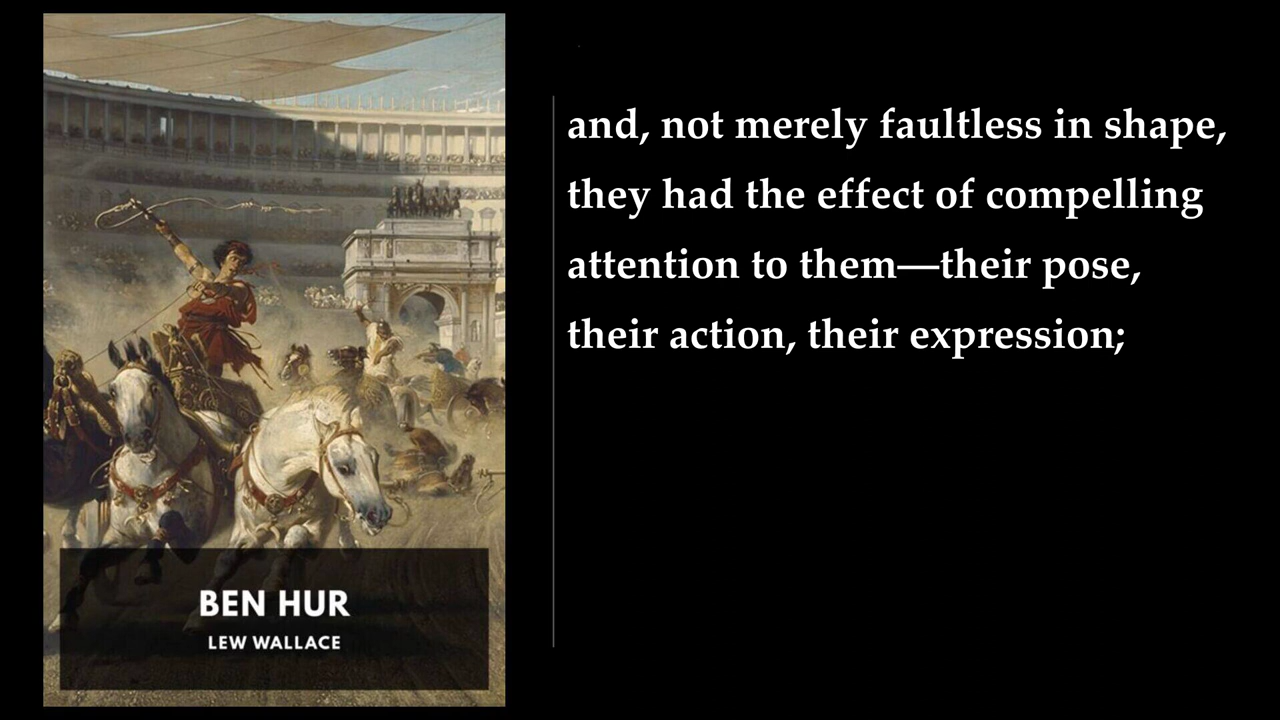 BEN HUR
LEW WALLACE
and, not merely faultless in shape,
they had the effect of compelling
attention to them—their pose,
their action, their expression;